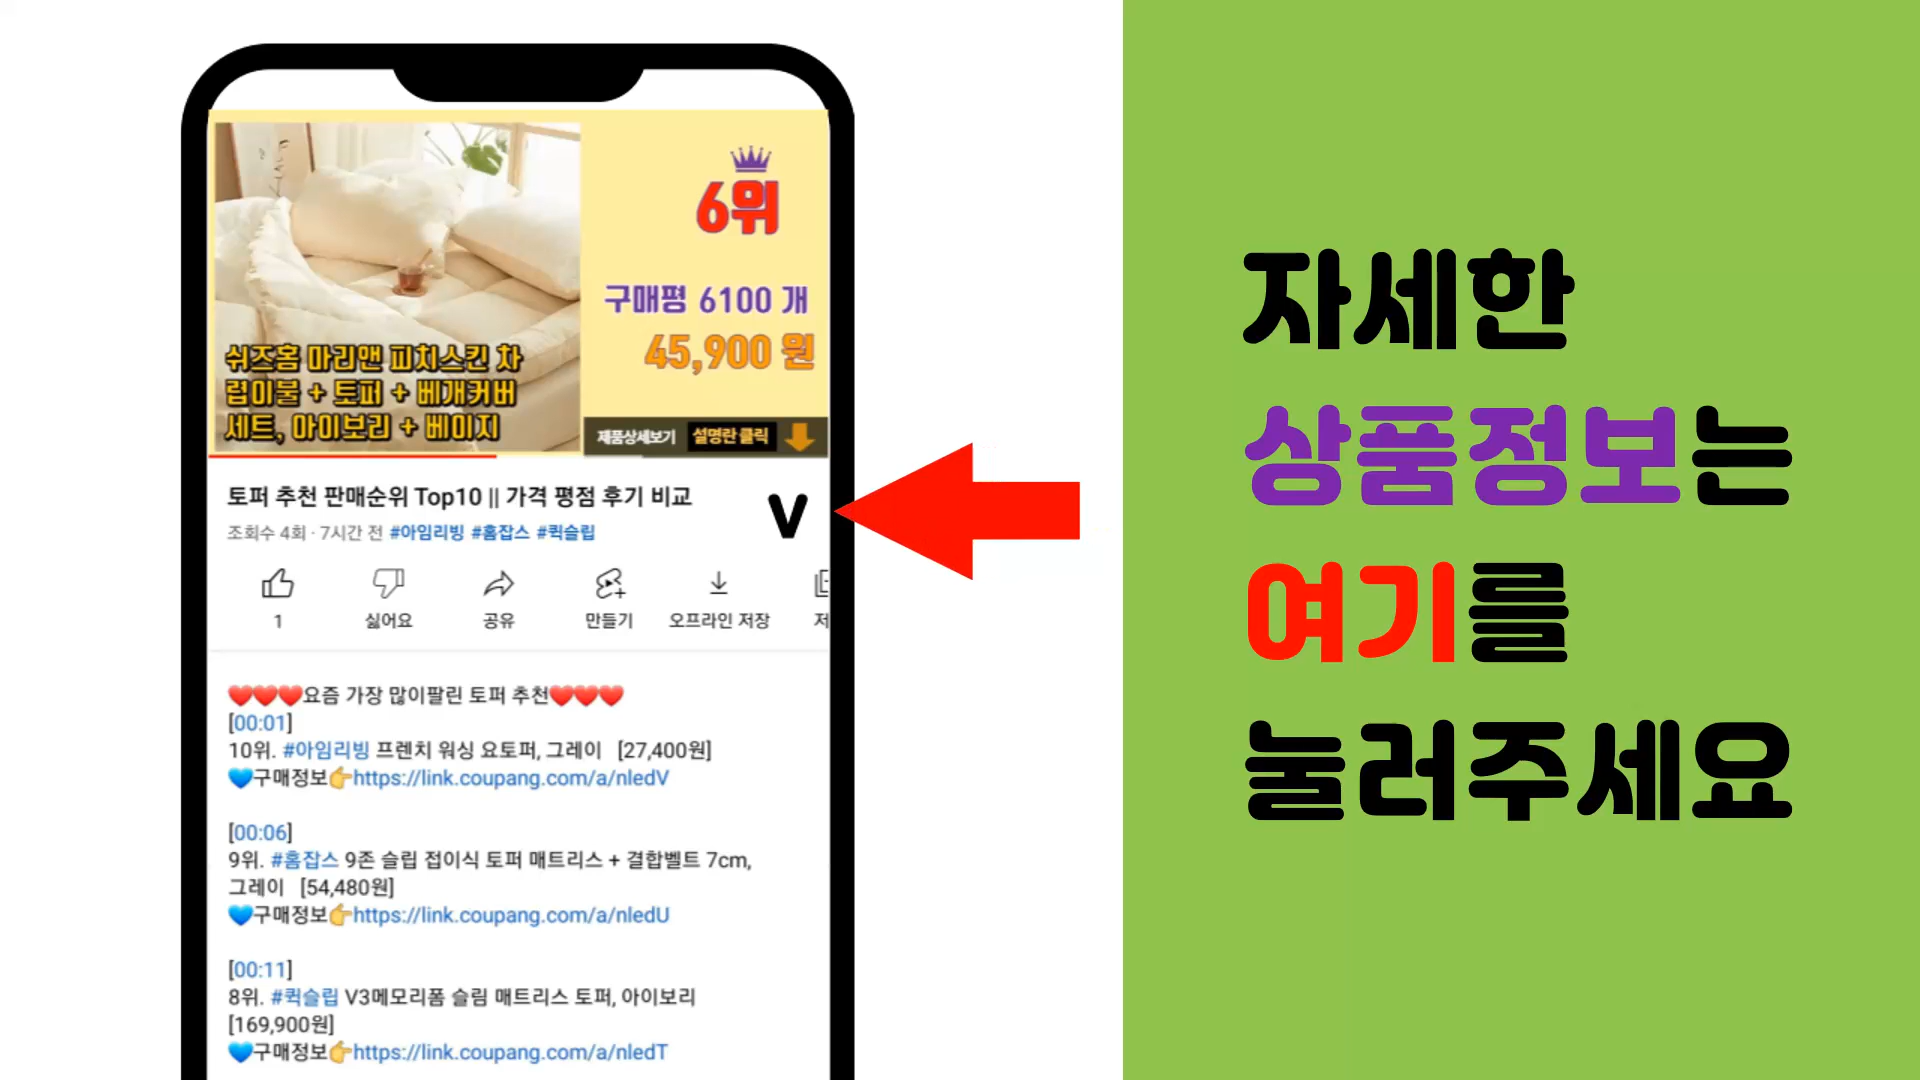 6위
구매평 6100 개
45,900 원
쉬즈홈 마리앤 피치스킨 차
렵이불 + 토퍼 + 베개커버
세트, 아이보리 + 베이지
제품상세보기 설명란 클릭
토퍼 추천 판매순위 Top10 || 가격 평점 후기 비교
V
조회수 4회 · 7시간 전 #아임리빙 #홈잡스 #퀵슬립
1 싫어요 공유 만들기 오프라인 저장 저
❤️❤️❤️요즘 가장 많이팔린 토퍼 추천❤️❤️❤️
[00:01]
10위. #아임리빙 프렌치 워싱 요토퍼, 그레이 [27,400원]
💙구매정보👉https://link.coupang.com/a/nledV
[00:06]
9위. #홈잡스 9존 슬립 접이식 토퍼 매트리스 + 결합벨트 7cm,
그레이 [54,480원]
💙구매정보👉https://link.coupang.com/a/nledU
[00:11]
8위. #퀵슬립 V3메모리폼 슬림 매트리스 토퍼, 아이보리
[169,900원]
💙구매정보👉https://link.coupang.com/a/nledT
자세한
상품정보는
여기를
눌러주세요